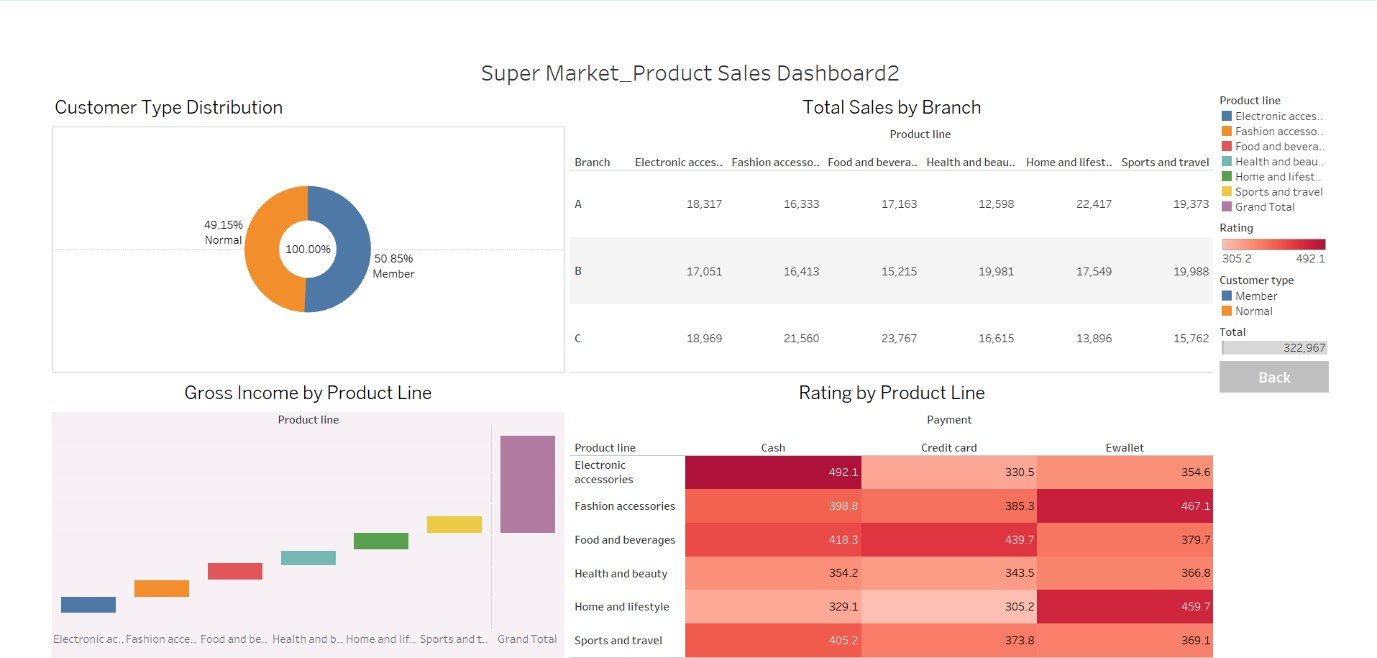 Super Market_Product Sales Dashboard2
Customer Type Distribution
49.15%
Normal
100.00%
50.85%
Member
Total Sales by Branch
Product line
Branch Electronic acces.. Fashion accesso.. Food and bevera.. Health and beau.. Home and lifest.. Sports and travel
A 18,317 16,333 17,163 12,598 22,417 19,373
B 17,051 16,413 15,215 19,981 17,549 19,988
C 18,969 21,560 23,767 16,615 13,896 15,762
Product line
Electronic acces..
Fashion accesso..
Food and bevera..
Health and beau..
Home and lifest..
Sports and travel
Grand Total
Rating
305.2 492.1
Customer type
Member
Normal
Total
322,967
Back
Gross Income by Product Line
Product line
Electronic ac.. Fashion acce.. Food and be.. Health and b.. Home and lif.. Sports and t.. Grand Total
Rating by Product Line
Payment
Product line Cash Credit card Ewallet
Electronic
accessories 492.1 330.5 354.6
Fashion accessories 398.8 385.3 467.1
Food and beverages 418.3 439.7 379.7
Health and beauty 354.2 343.5 366.8
Home and lifestyle 329.1 305.2 459.7
Sports and travel 405.2 373.8 369.1